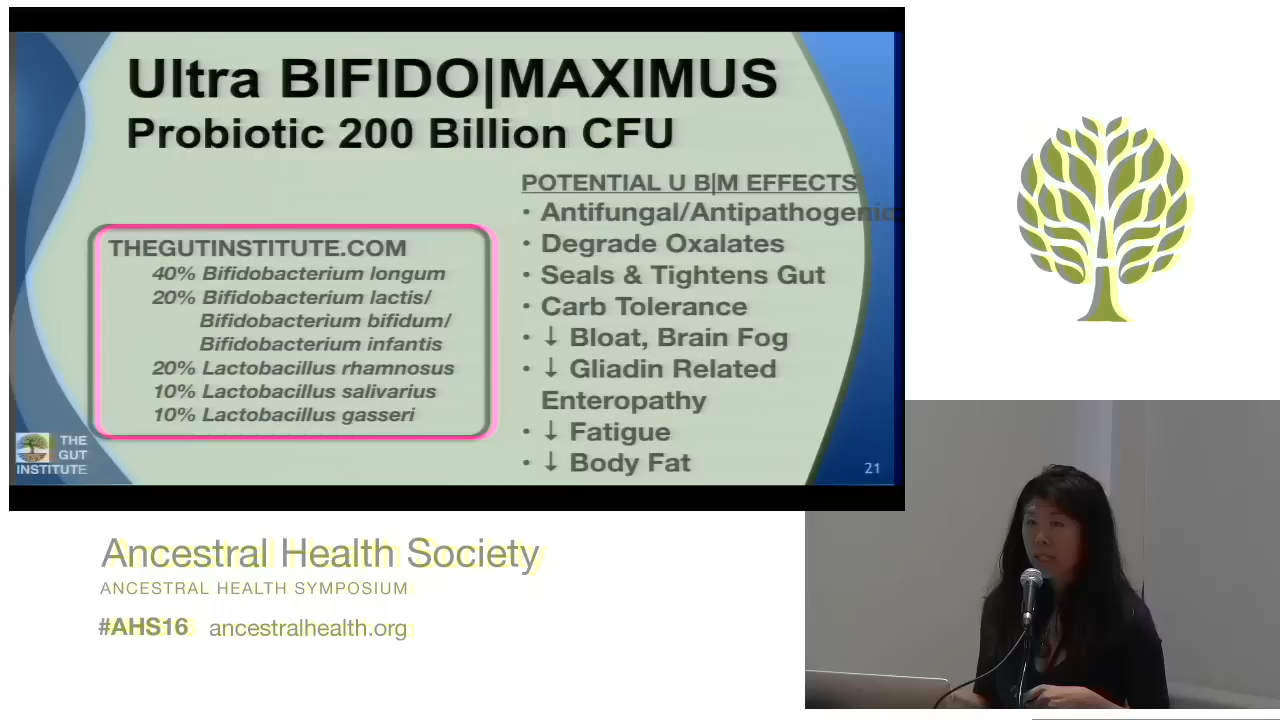 Ultra BIFIDO|MAXIMUS
Probiotic 200 Billion CFU
THEGUTINSTITUTE.COM
40% Bifidobacterium longum
20% Bifidobacterium lactis/
Bifidobacterium bifidum/
Bifidobacterium infantis
20% Lactobacillus rhamnosus
10% Lactobacillus salivarius
10% Lactobacillus gasseri
POTENTIAL U B|M EFFECTS
• Antifungal/Antipathogenic
• Degrade Oxalates
• Seals & Tightens Gut
• Carb Tolerance
• ↓ Bloat, Brain Fog
• ↓ Gliadin Related
Enteropathy
• ↓ Fatigue
• ↓ Body Fat
THE
GUT
INSTITUTE
21
Ancestral Health Society
ANCESTRAL HEALTH SYMPOSIUM
#AHS16 ancestralhealth.org